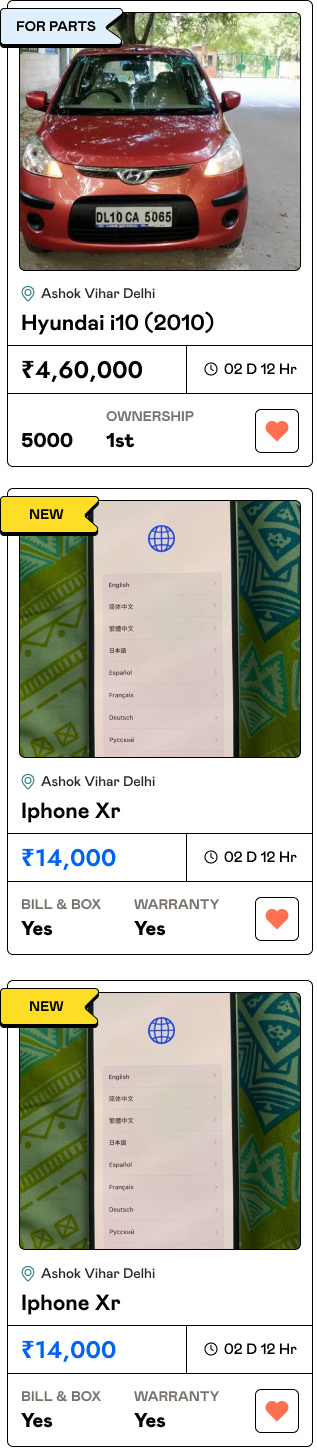 FOR PARTS
DL10 CA 5065
Ashok Vihar Delhi
Hyundai i10 (2010)
₹4,60,000
02 D 12 Hr
OWNERSHIP
5000
1st
NEW
English
简体中文
繁體中文
日本語
Español
Français
Deutsch
Русский
Ashok Vihar Delhi
Iphone Xr
₹14,000
02 D 12 Hr
BILL & BOX
WARRANTY
Yes
Yes
NEW
English
简体中文
繁體中文
日本語
Español
Français
Deutsch
Русский
Ashok Vihar Delhi
Iphone Xr
₹14,000
02 D 12 Hr
BILL & BOX
WARRANTY
Yes
Yes